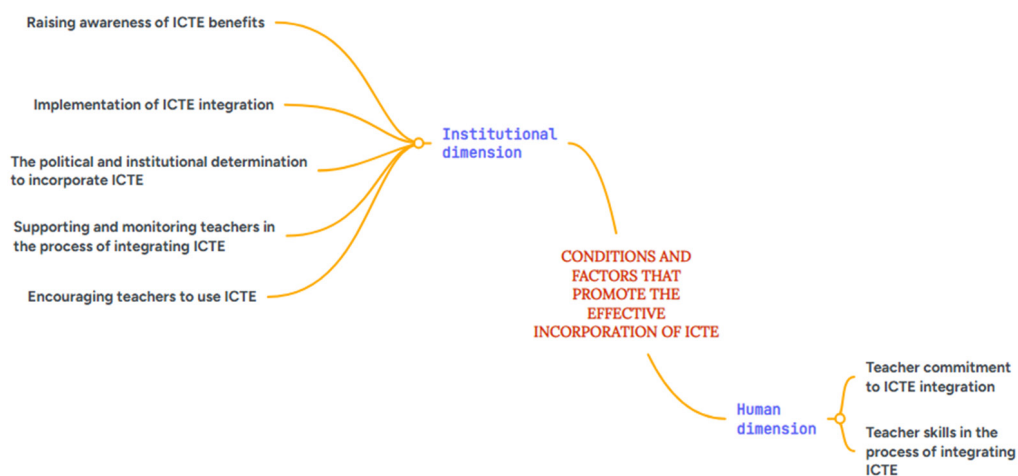 Raising awareness of ICTE benefits
Implementation of ICTE integration
The political and institutional determination
to incorporate ICTE
Supporting and monitoring teachers in
the process of integrating ICTE
Encouraging teachers to use ICTE
Institutional
dimension
CONDITIONS AND
FACTORS THAT
PROMOTE THE
EFFECTIVE
INCORPORATION OF ICTE
Human
dimension
Teacher commitment
to ICTE integration
Teacher skills in the
process of integrating
ICTE